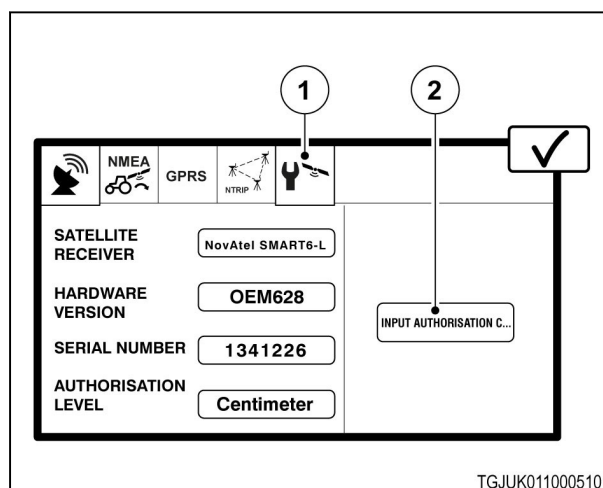 1
2
NMEA
GPRS
NTRIP
SATELLITE
RECEIVER
NovAtel SMART6-L
HARDWARE
VERSION
OEM628
SERIAL NUMBER
1341226
AUTHORISATION
LEVEL
Centimeter
INPUT AUTHORISATION C...
TGJUK011000510